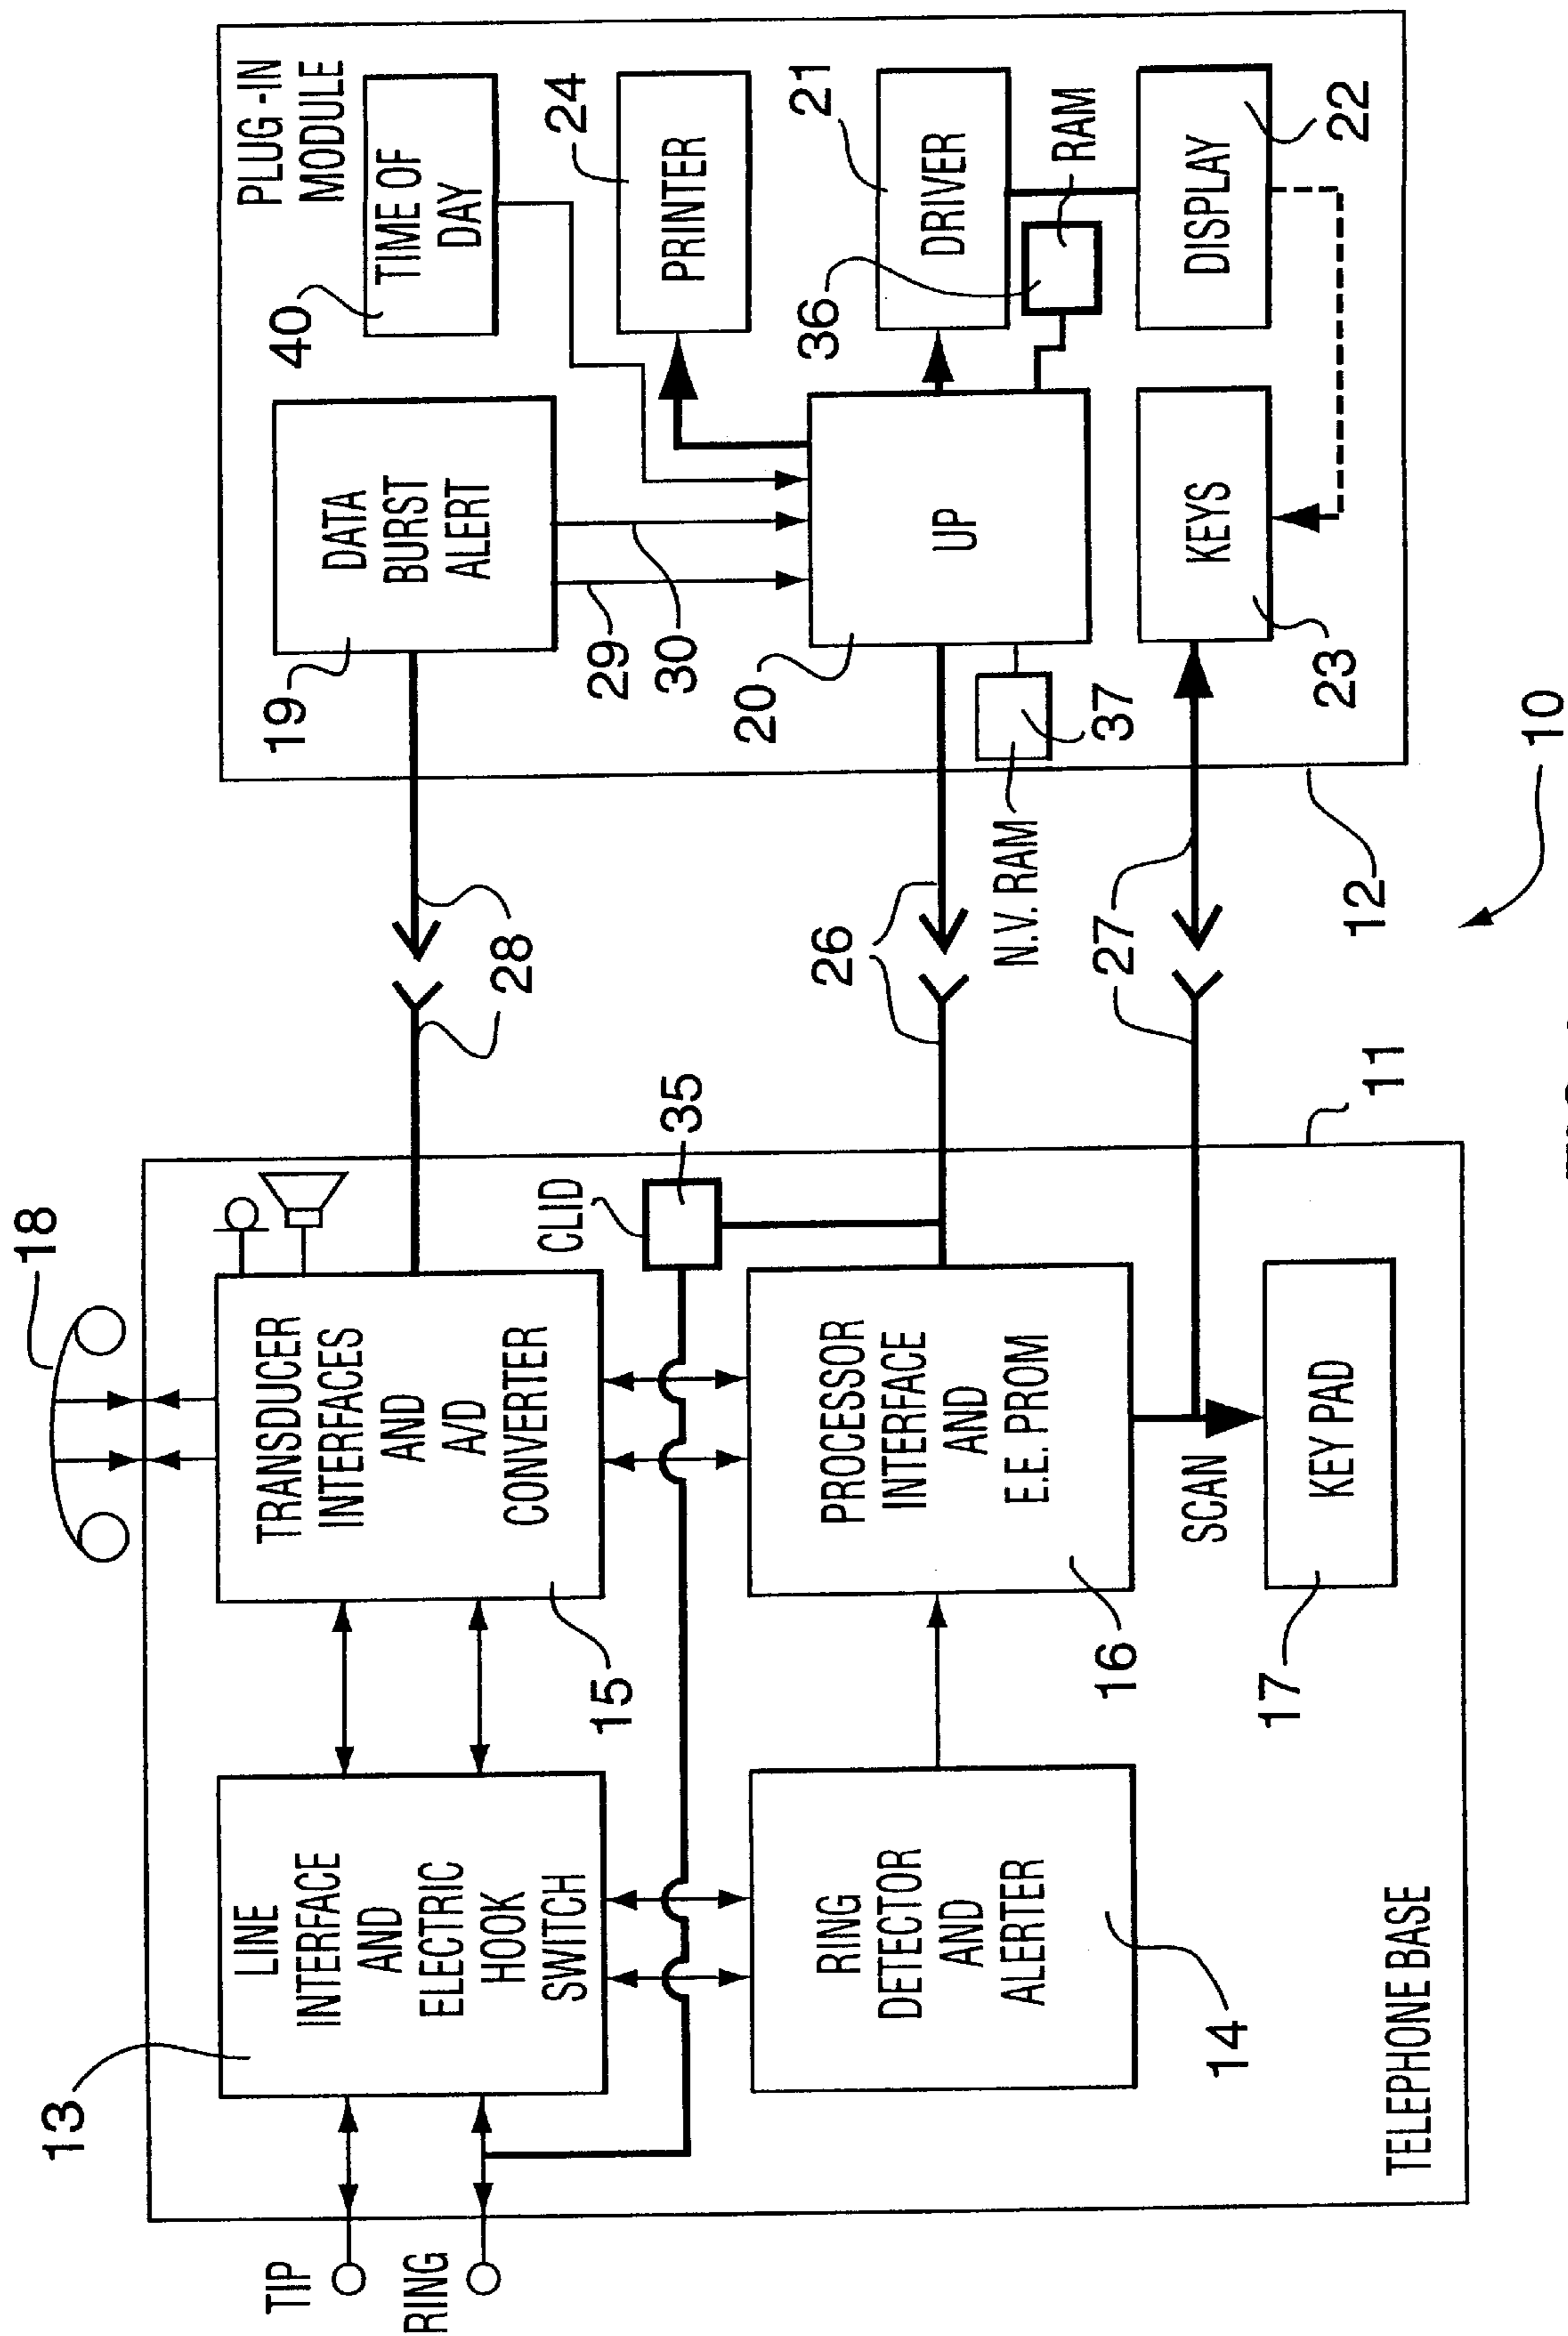 18
13
TIP
RING
LINE
INTERFACE
AND
ELECTRIC
HOOK
SWITCH
TRANSDUCER
INTERFACES
AND
A/D
CONVERTER
15
CLID
35
RING
DETECTOR
AND
ALERTER
14
PROCESSOR
INTERFACE
AND
E.E. PROM
16
SCAN
KEY PAD
17
TELEPHONE BASE
11
28
26
27
N.V. RAM
12
10
PLUG-IN
MODULE
DATA
BURST
ALERT
19
40
TIME OF
DAY
29
30
24
PRINTER
20
UP
37
21
DRIVER
36
RAM
KEYS
23
DISPLAY
22